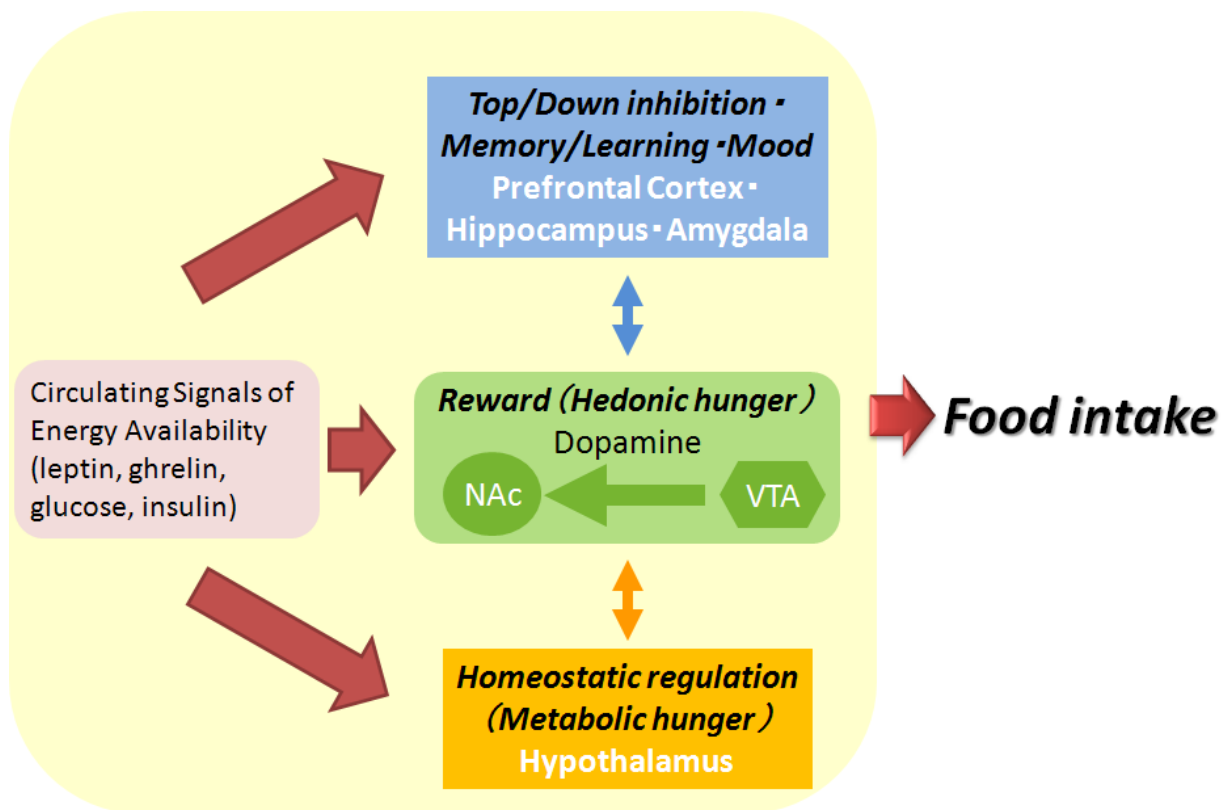 Top/Down inhibition・
Memory/Learning ・Mood
Prefrontal Cortex・
Hippocampus・Amygdala
Circulating Signals of
Energy Availability
(leptin, ghrelin,
glucose, insulin)
Reward（Hedonic hunger）
Dopamine
NAc
VTA
Food intake
Homeostatic regulation
（Metabolic hunger）
Hypothalamus